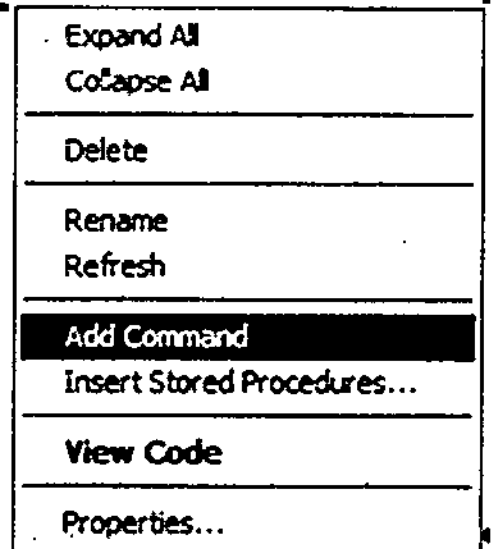 Expand All
Collapse All
Delete
Rename
Refresh
Add Command
Insert Stored Procedures...
View Code
Properties...